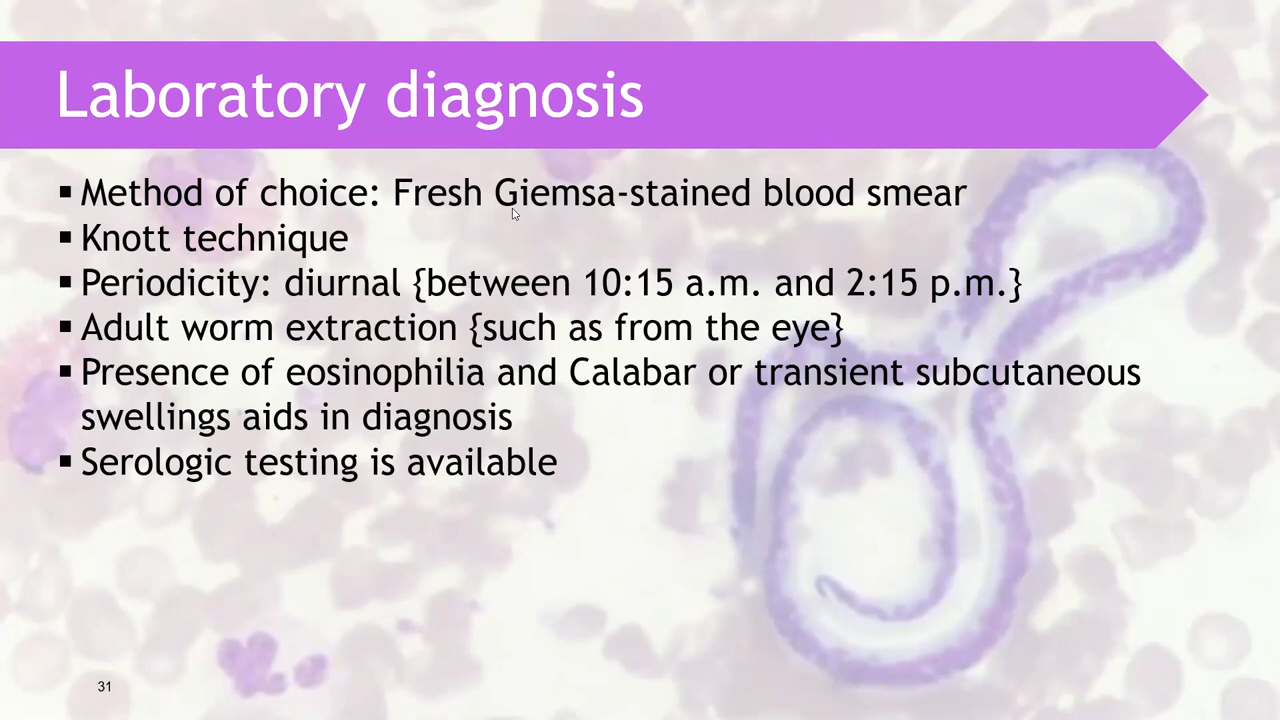 Laboratory diagnosis
▪ Method of choice: Fresh Giemsa-stained blood smear
▪ Knott technique
▪ Periodicity: diurnal {between 10:15 a.m. and 2:15 p.m.}
▪ Adult worm extraction {such as from the eye}
▪ Presence of eosinophilia and Calabar or transient subcutaneous
swellings aids in diagnosis
▪ Serologic testing is available
31